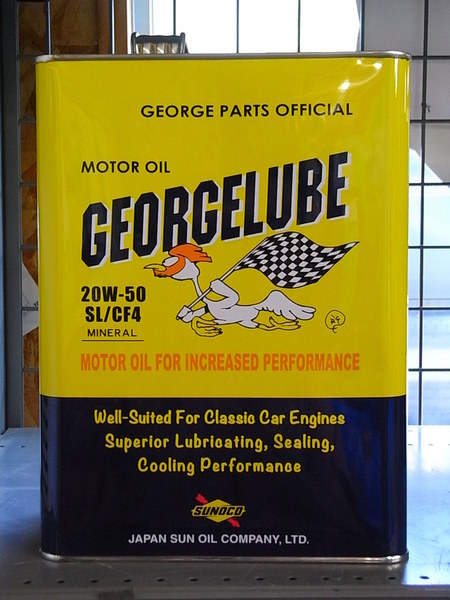 GEORGE PARTS OFFICIAL
MOTOR OIL
GEORGELUBE
20W-50
SL/CF4
MINERAL
MOTOR OIL FOR INCREASED PERFORMANCE
Well-Suited For Classic Car Engines
Superior Lubricating, Sealing,
Cooling Performance
SUNOCO
JAPAN SUN OIL COMPANY, LTD.